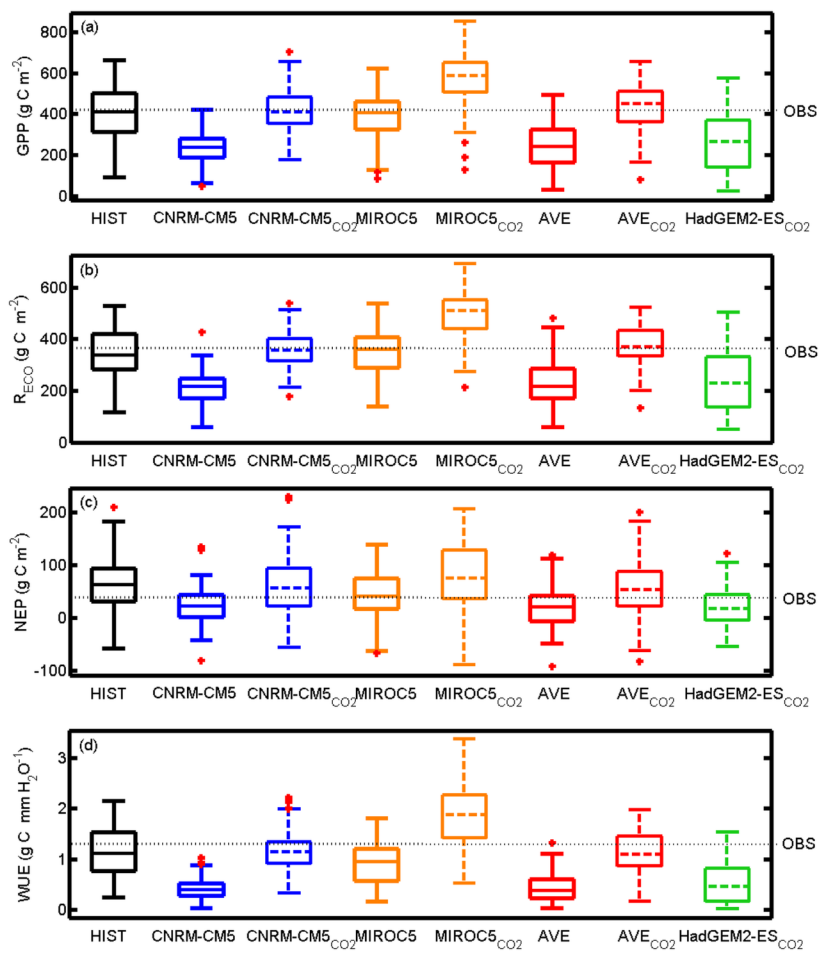 (a)
800
600
400
200
0
GPP (g C m⁻²)
OBS
HIST CNRM-CM5 CNRM-CM5CO2 MIROC5 MIROC5CO2 AVE AVECO2 HadGEM2-ESCO2
(b)
600
400
200
0
RECO (g C m⁻²)
OBS
HIST CNRM-CM5 CNRM-CM5CO2 MIROC5 MIROC5CO2 AVE AVECO2 HadGEM2-ESCO2
(c)
200
100
0
-100
NEP (g C m⁻²)
OBS
HIST CNRM-CM5 CNRM-CM5CO2 MIROC5 MIROC5CO2 AVE AVECO2 HadGEM2-ESCO2
(d)
3
2
1
0
WUE (g C mm H₂O⁻¹)
OBS
HIST CNRM-CM5 CNRM-CM5CO2 MIROC5 MIROC5CO2 AVE AVECO2 HadGEM2-ESCO2